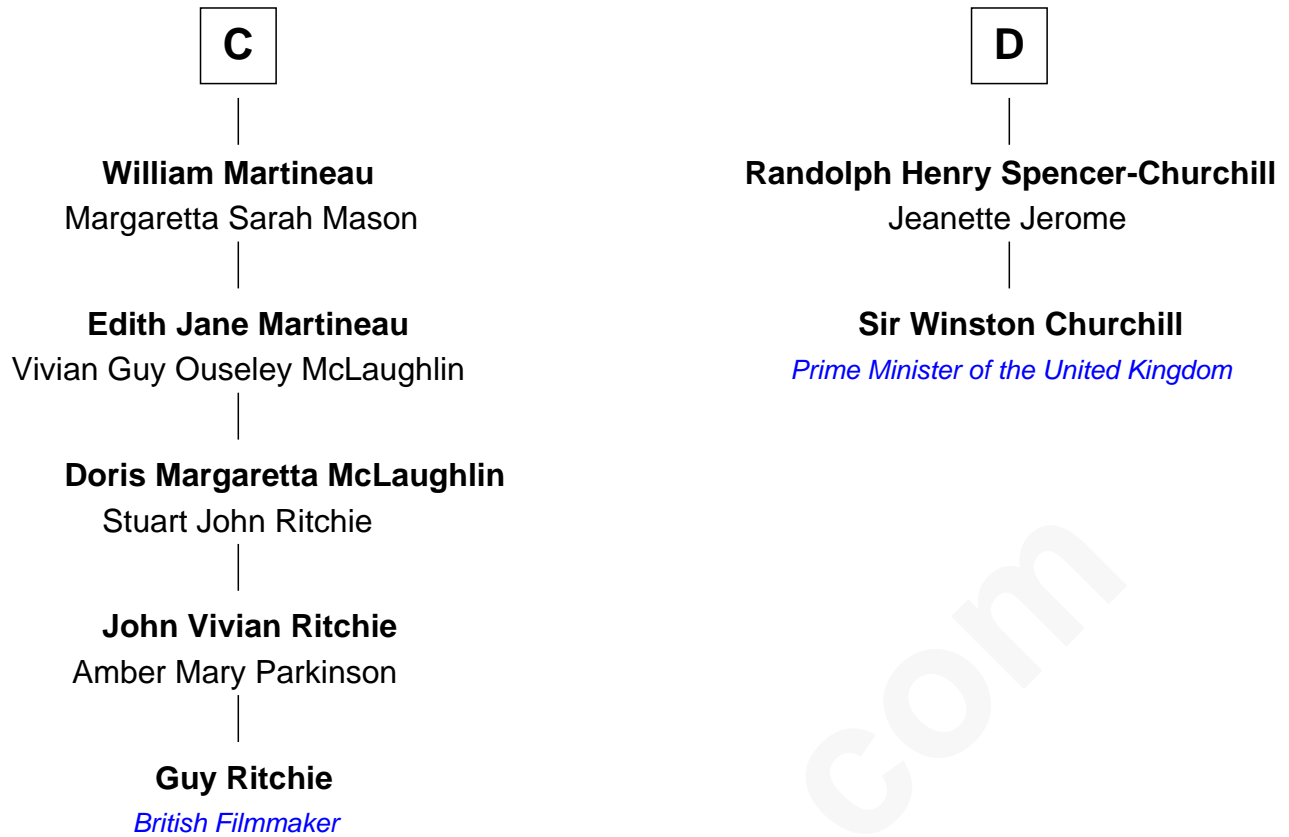 C
William Martineau
Margaretta Sarah Mason
Edith Jane Martineau
Vivian Guy Ouseley McLaughlin
Doris Margaretta McLaughlin
Stuart John Ritchie
John Vivian Ritchie
Amber Mary Parkinson
Guy Ritchie
British Filmmaker
D
Randolph Henry Spencer-Churchill
Jeanette Jerome
Sir Winston Churchill
Prime Minister of the United Kingdom
com